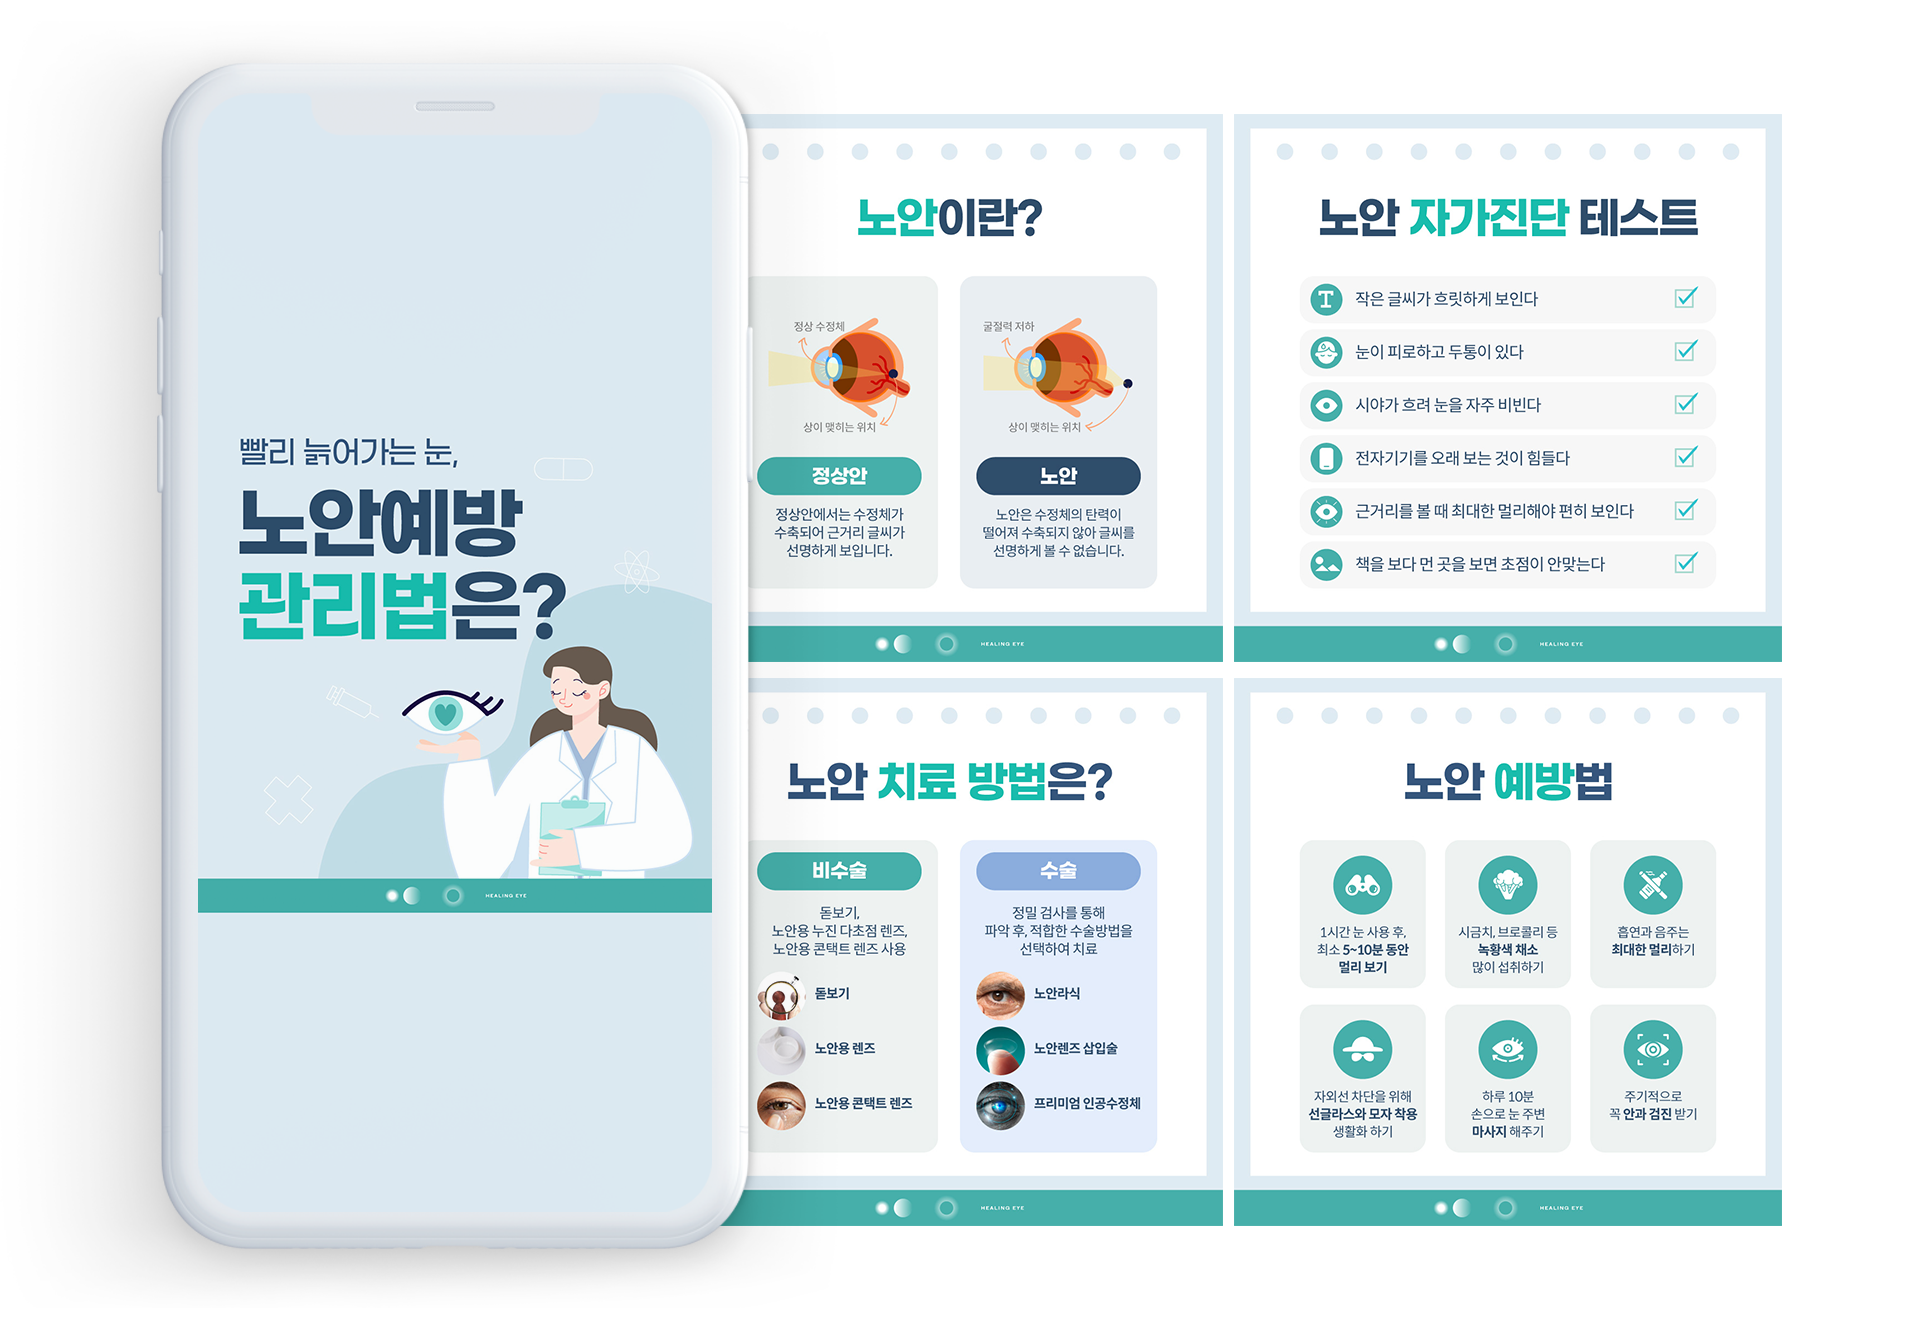 빨리 늙어가는 눈,
노안예방
관리법은?
HEALING EYE
노안이란?
정상 수정체
상이 맺히는 위치
정상안
정상안에서는 수정체가
수축되어 근거리 글씨가
선명하게 보입니다.
굴절력 저하
상이 맺히는 위치
노안
노안은 수정체의 탄력이
떨어져 수축되지 않아 글씨를
선명하게 볼 수 없습니다.
HEALING EYE
노안 자가진단 테스트
작은 글씨가 흐릿하게 보인다
눈이 피로하고 두통이 있다
시야가 흐려 눈을 자주 비빈다
전자기기를 오래 보는 것이 힘들다
근거리를 볼 때 최대한 멀리해야 편히 보인다
책을 보다 먼 곳을 보면 초점이 안맞는다
HEALING EYE
노안 치료 방법은?
비수술
돋보기,
노안용 누진 다초점 렌즈,
노안용 콘택트 렌즈 사용
돋보기
노안용 렌즈
노안용 콘택트 렌즈
수술
정밀 검사를 통해
파악 후, 적합한 수술방법을
선택하여 치료
노안라식
노안렌즈 삽입술
프리미엄 인공수정체
HEALING EYE
노안 예방법
1시간 눈 사용 후,
최소 5~10분 동안
멀리 보기
시금치, 브로콜리 등
녹황색 채소
많이 섭취하기
흡연과 음주는
최대한 멀리하기
자외선 차단을 위해
선글라스와 모자 착용
생활화 하기
하루 10분
손으로 눈 주변
마사지 해주기
주기적으로
꼭 안과 검진 받기
HEALING EYE